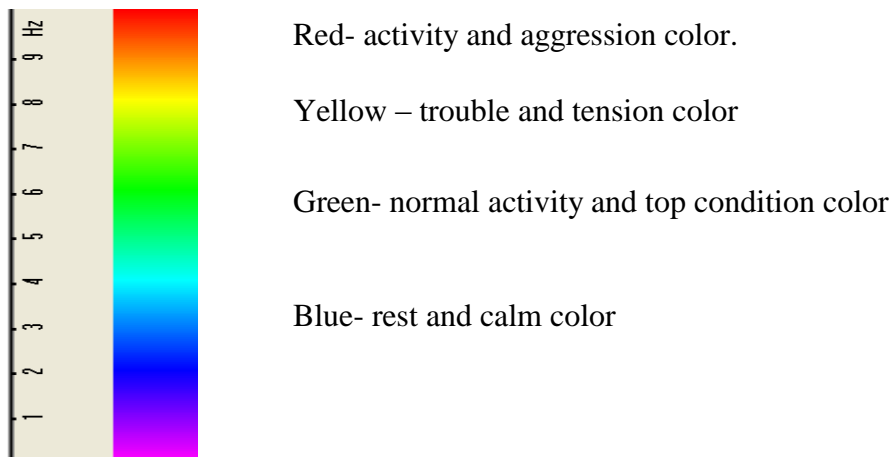 Hz
9
8
7
6
5
4
3
2
1
Red- activity and aggression color.
Yellow – trouble and tension color
Green- normal activity and top condition color
Blue- rest and calm color